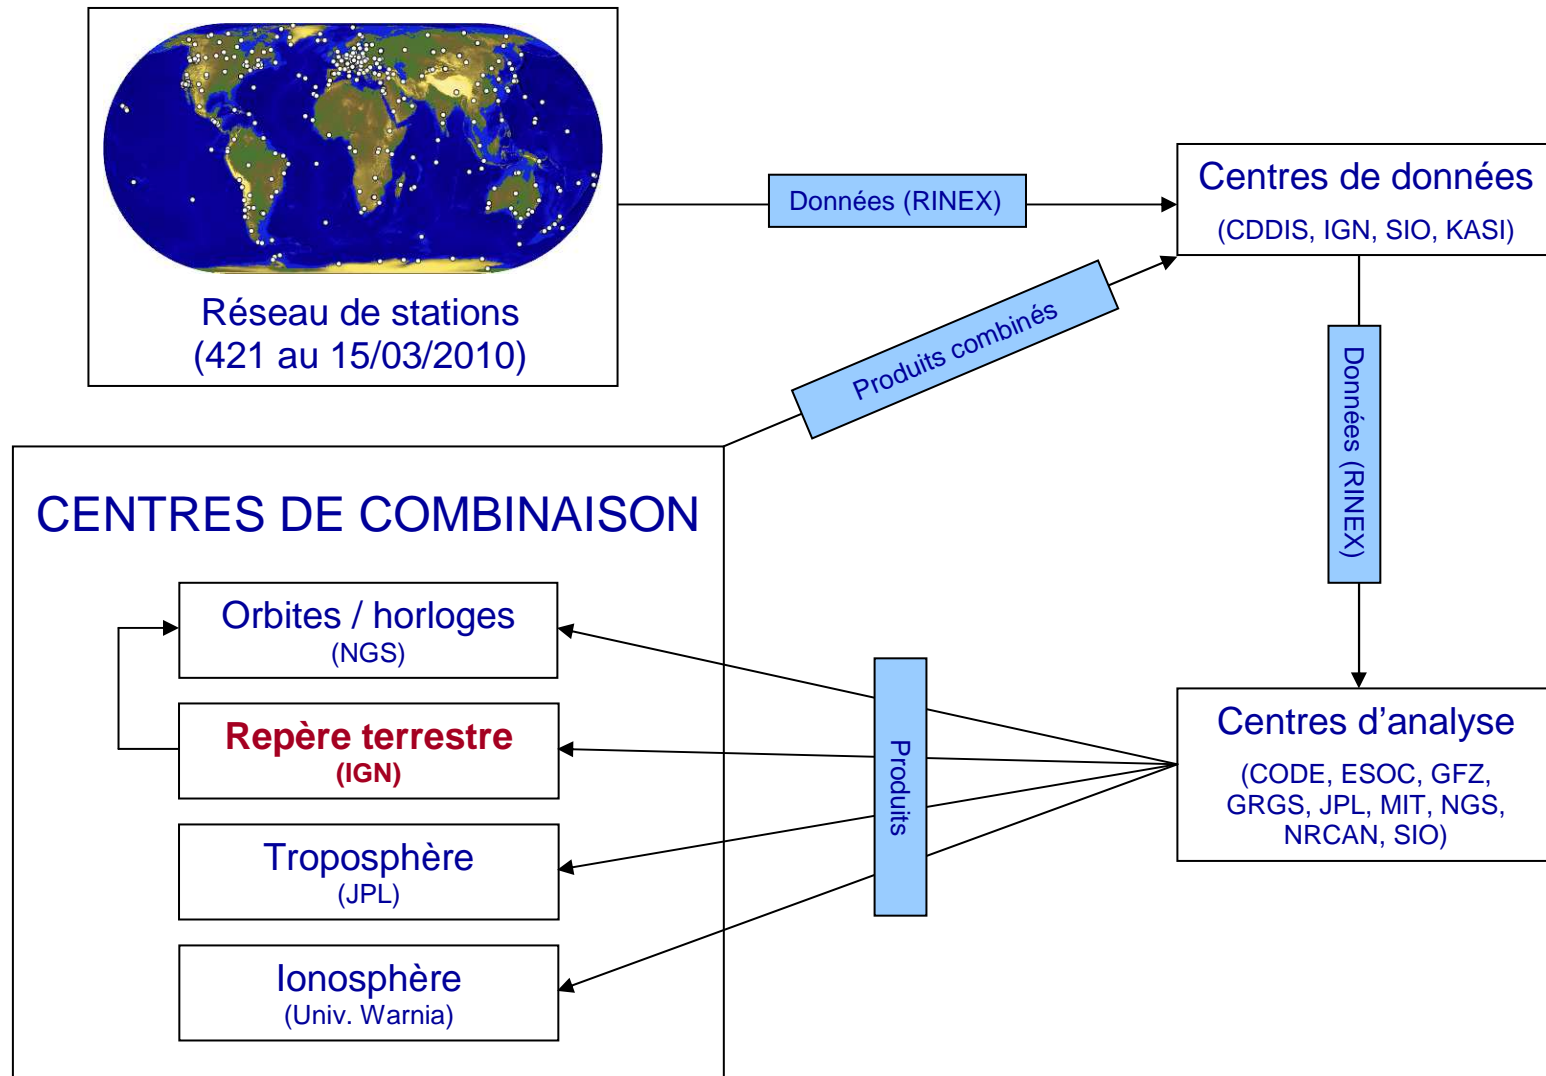 Réseau de stations
(421 au 15/03/2010)
Données (RINEX)
Centres de données
(CDDIS, IGN, SIO, KASI)
Produits combinés
Données (RINEX)
CENTRES DE COMBINAISON
Orbites / horloges
(NGS)
Repère terrestre
(IGN)
Troposphère
(JPL)
Ionosphère
(Univ. Warnia)
Produits
Centres d’analyse
(CODE, ESOC, GFZ,
GRGS, JPL, MIT, NGS,
NRCAN, SIO)